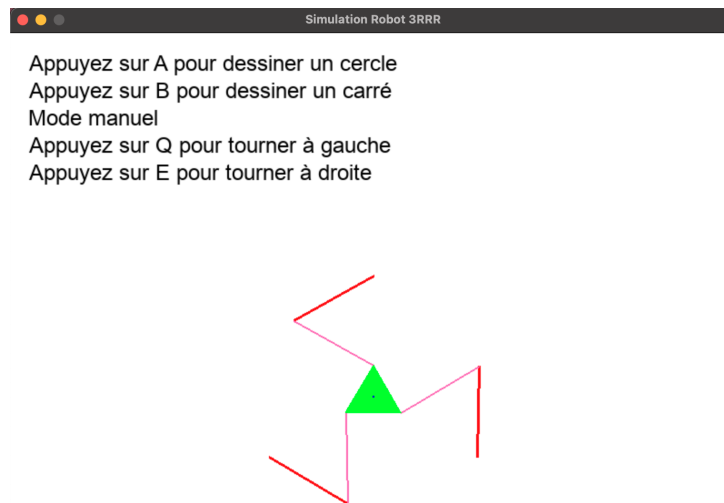 Simulation Robot 3RRR
Appuyez sur A pour dessiner un cercle
Appuyez sur B pour dessiner un carré
Mode manuel
Appuyez sur Q pour tourner à gauche
Appuyez sur E pour tourner à droite